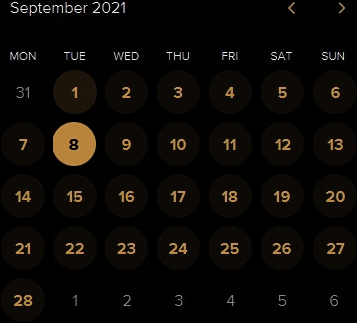 September 2021
MON TUE WED THU FRI SAT SUN
31 1 2 3 4 5 6
7 8 9 10 11 12 13
14 15 16 17 18 19 20
21 22 23 24 25 26 27
28 1 2 3 4 5 6